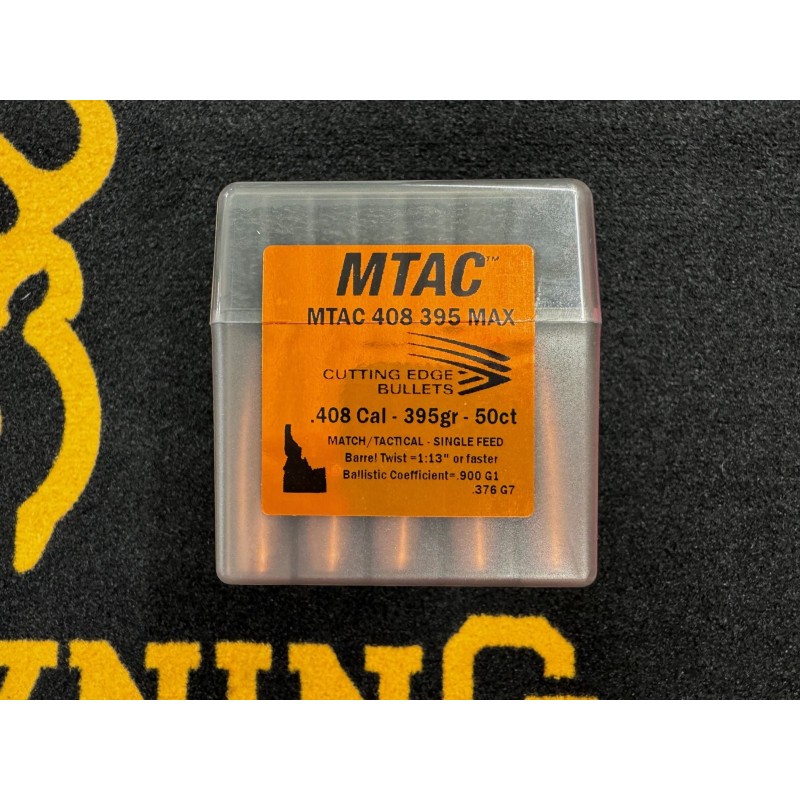 MTAC™
MTAC 408 395 MAX
CUTTING EDGE
BULLETS
.408 Cal - 395gr - 50ct
MATCH/TACTICAL - SINGLE FEED
Barrel Twist =1:13" or faster
Ballistic Coefficient=.900 G1
.376 G7
WNING